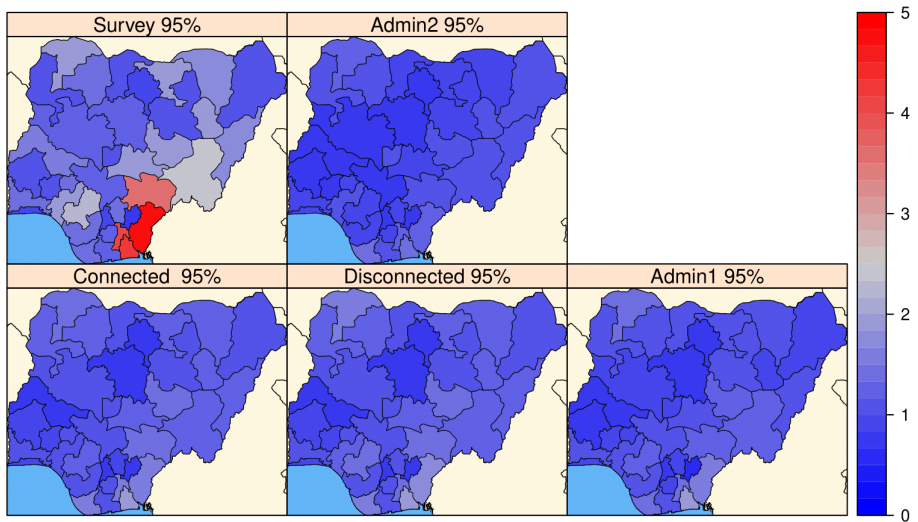 Survey 95%
Admin2 95%
Connected  95%
Disconnected 95%
Admin1 95%
5
4
3
2
1
0